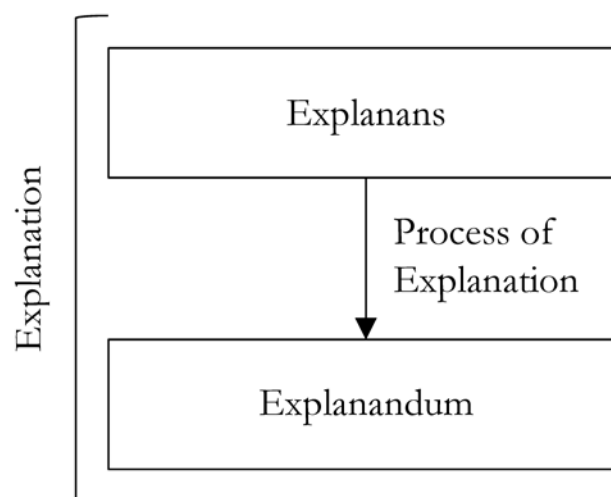 Explanation
Explanans
Process of
Explanation
Explanandum